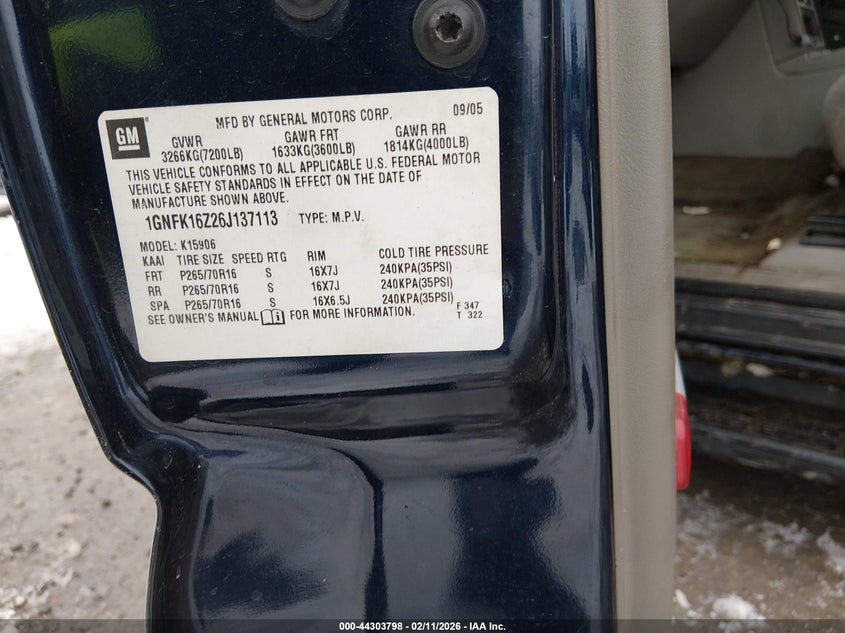 GM
MFD BY GENERAL MOTORS CORP. 09/05
GVWR GAWR FRT GAWR RR
3266KG(7200LB) 1633KG(3600LB) 1814KG(4000LB)
THIS VEHICLE CONFORMS TO ALL APPLICABLE U.S. FEDERAL MOTOR
VEHICLE SAFETY STANDARDS IN EFFECT ON THE DATE OF
MANUFACTURE SHOWN ABOVE.
1GNFK16Z26J137113 TYPE: M.P.V.
MODEL: K15906
KAAI TIRE SIZE SPEED RTG RIM COLD TIRE PRESSURE
FRT P265/70R16 S 16X7J 240KPA(35PSI)
RR P265/70R16 S 16X7J 240KPA(35PSI)
SPA P265/70R16 S 16X6.5J 240KPA(35PSI)
SEE OWNER'S MANUAL FOR MORE INFORMATION. F 347
T 322
000-44303798 - 02/11/2026 - IAA Inc.